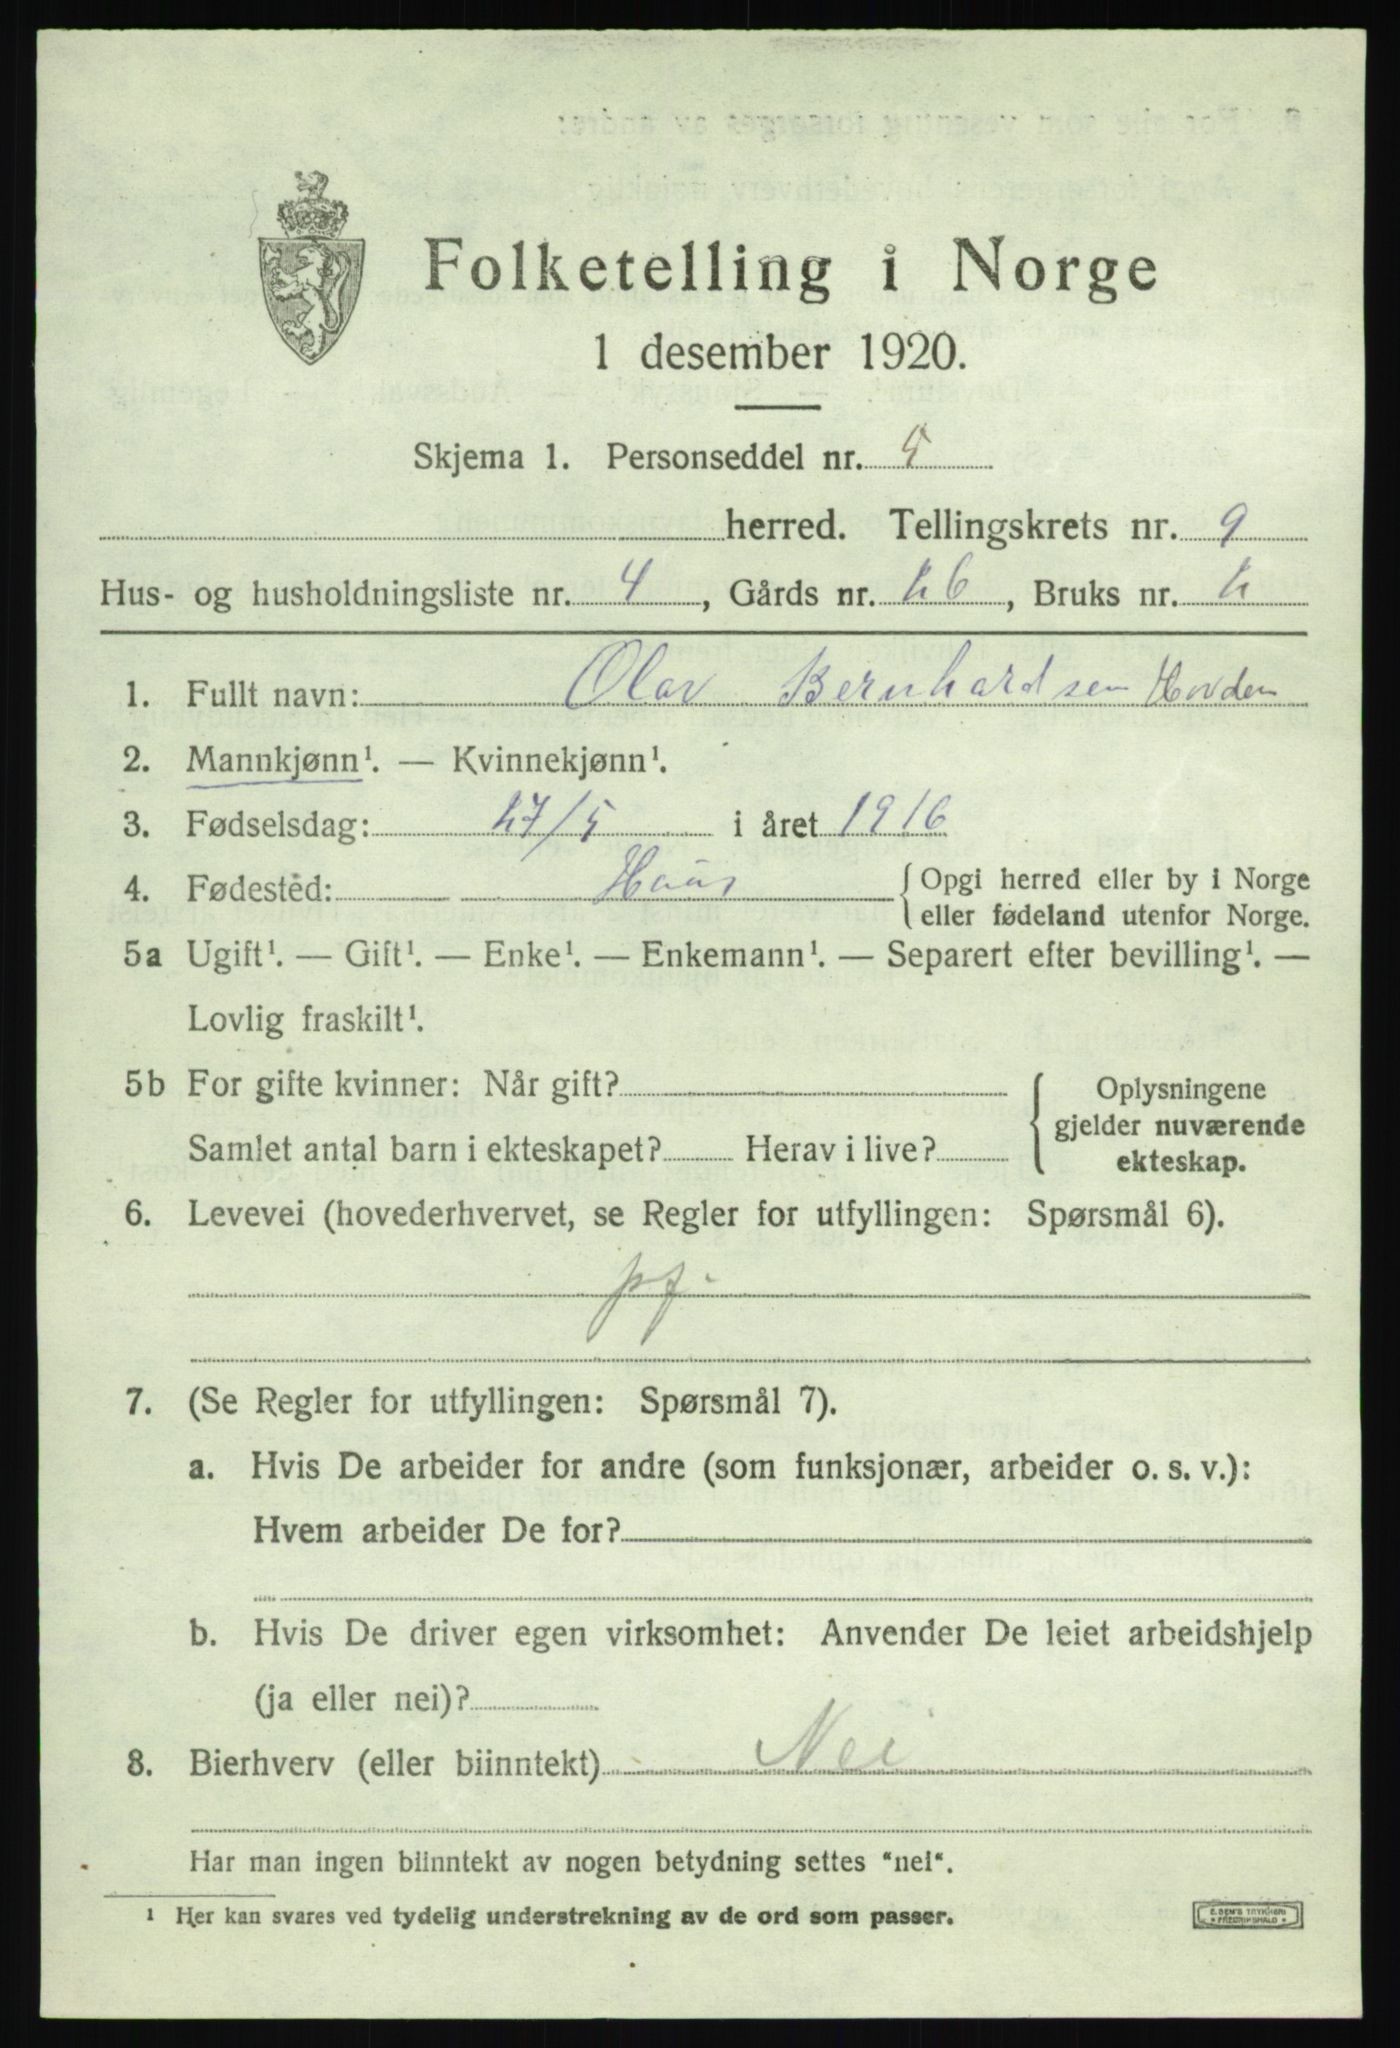 Folketelling i Norge
1 desember 1920.
Skjema 1. Personseddel nr. 5
herred. Tellingskrets nr. 9
Hus- og husholdningsliste nr. 4, Gårds nr. 26, Bruks nr. 2
1. Fullt navn: Olav Bernhardsen Hovden
2. Mannkjønn¹. — Kvinnekjønn¹.
3. Fødselsdag: 27/5 i året 1916
4. Fødested: Haus { Opgi herred eller by i Norge
eller fødeland utenfor Norge.
5a Ugift¹. — Gift¹. — Enke¹. — Enkemann¹. — Separert efter bevilling¹. —
Lovlig fraskilt¹.
5b For gifte kvinner: Når gift? { Oplysningene
gjelder nuværende
Samlet antal barn i ekteskapet? Herav i live? ekteskap.
6. Levevei (hovederhvervet, se Regler for utfyllingen: Spørsmål 6).
pf.
7. (Se Regler for utfyllingen: Spørsmål 7).
a. Hvis De arbeider for andre (som funksjonær, arbeider o. s. v.):
Hvem arbeider De for?
b. Hvis De driver egen virksomhet: Anvender De leiet arbeidshjelp
(ja eller nei)?
8. Bierhverv (eller biinntekt) Nei
Har man ingen biinntekt av nogen betydning settes "nei".
¹ Her kan svares ved tydelig understrekning av de ord som passer.